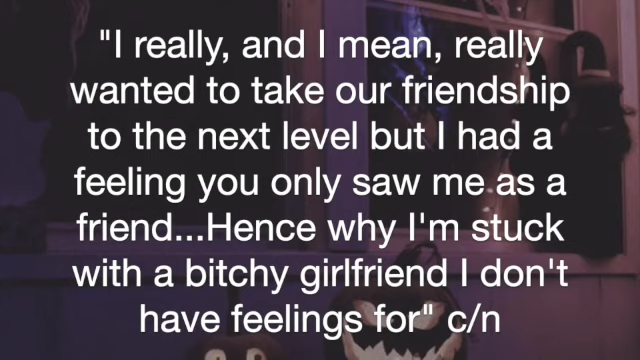 "I really, and I mean, really
wanted to take our friendship
to the next level but I had a
feeling you only saw me as a
friend...Hence why I'm stuck
with a bitchy girlfriend I don't
have feelings for" c/n